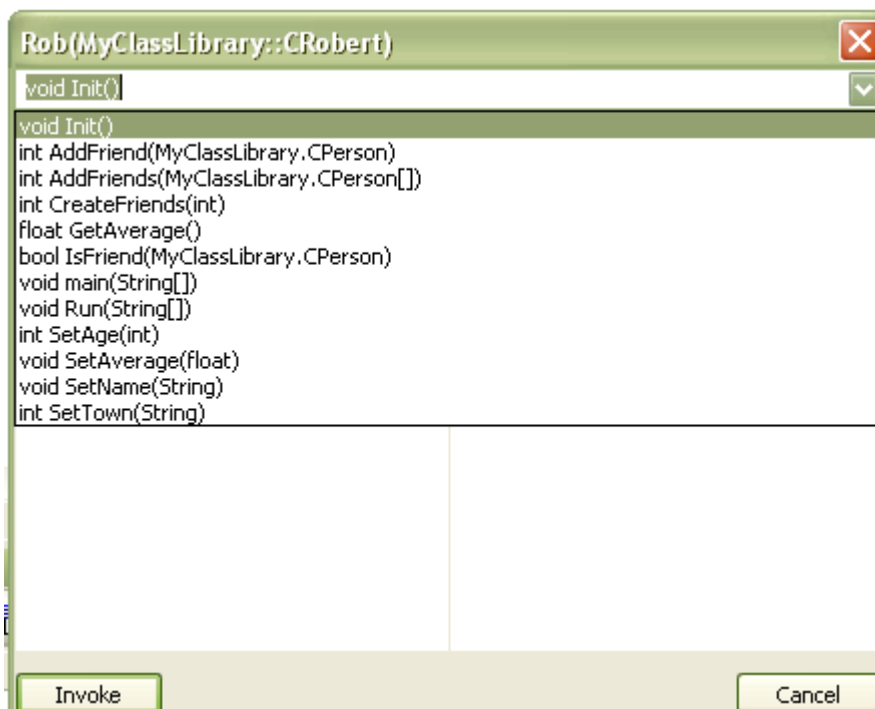 Rob(MyClassLibrary::CRobert)
void Init()
void Init()
int AddFriend(MyClassLibrary.CPerson)
int AddFriends(MyClassLibrary.CPerson[])
int CreateFriends(int)
float GetAverage()
bool IsFriend(MyClassLibrary.CPerson)
void main(String[])
void Run(String[])
int SetAge(int)
void SetAverage(float)
void SetName(String)
int SetTown(String)
Invoke
Cancel